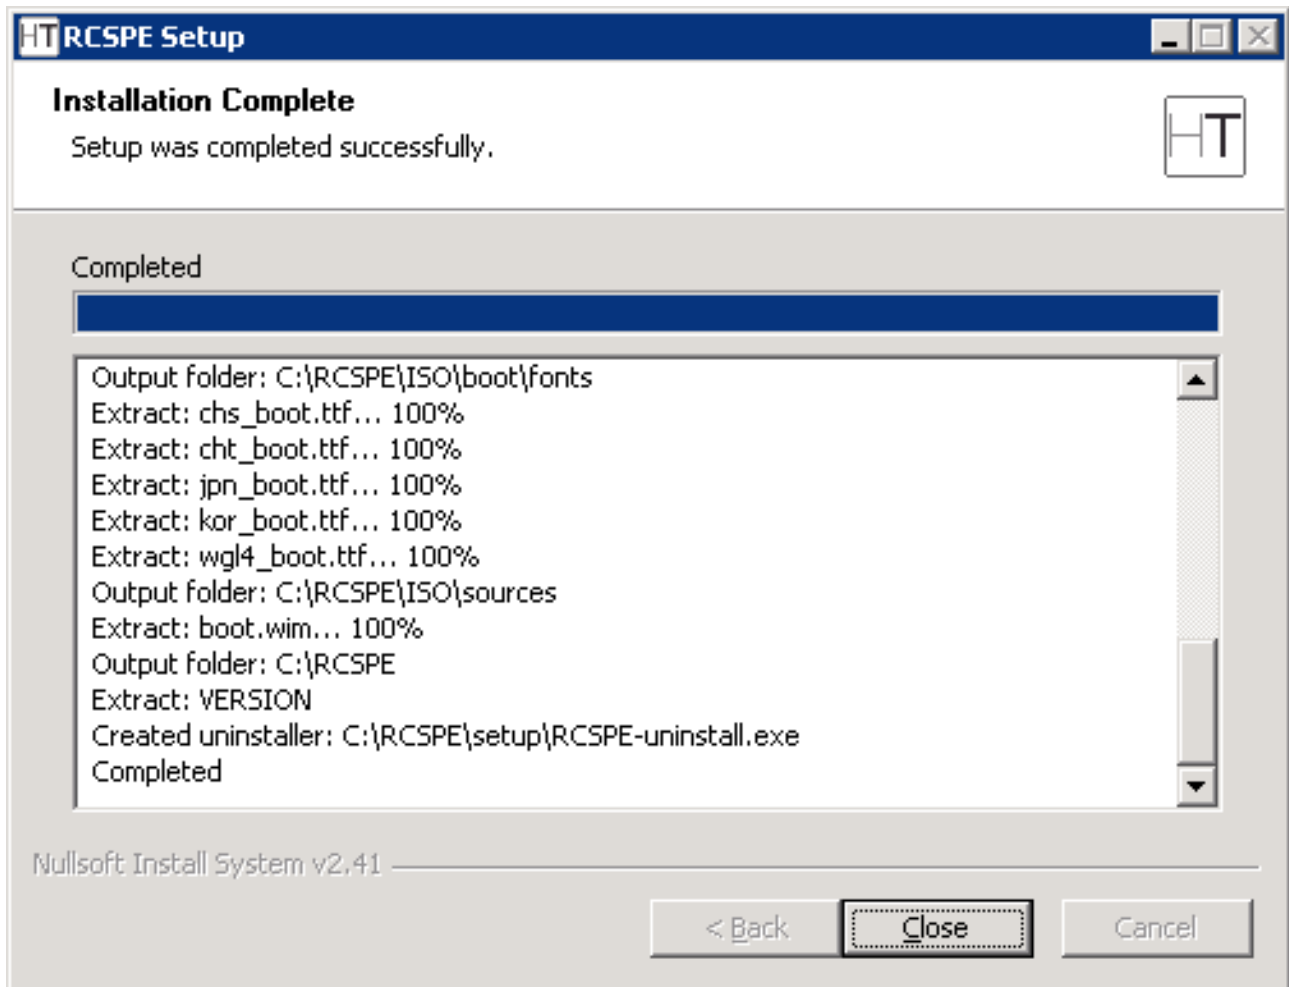 HT RCSPE Setup
Installation Complete
Setup was completed successfully.
HT
Completed
Output folder: C:\RCSPE\ISO\boot\fonts
Extract: chs_boot.ttf... 100%
Extract: cht_boot.ttf... 100%
Extract: jpn_boot.ttf... 100%
Extract: kor_boot.ttf... 100%
Extract: wgl4_boot.ttf... 100%
Output folder: C:\RCSPE\ISO\sources
Extract: boot.wim... 100%
Output folder: C:\RCSPE
Extract: VERSION
Created uninstaller: C:\RCSPE\setup\RCSPE-uninstall.exe
Completed
Nullsoft Install System v2.41
< Back Close Cancel